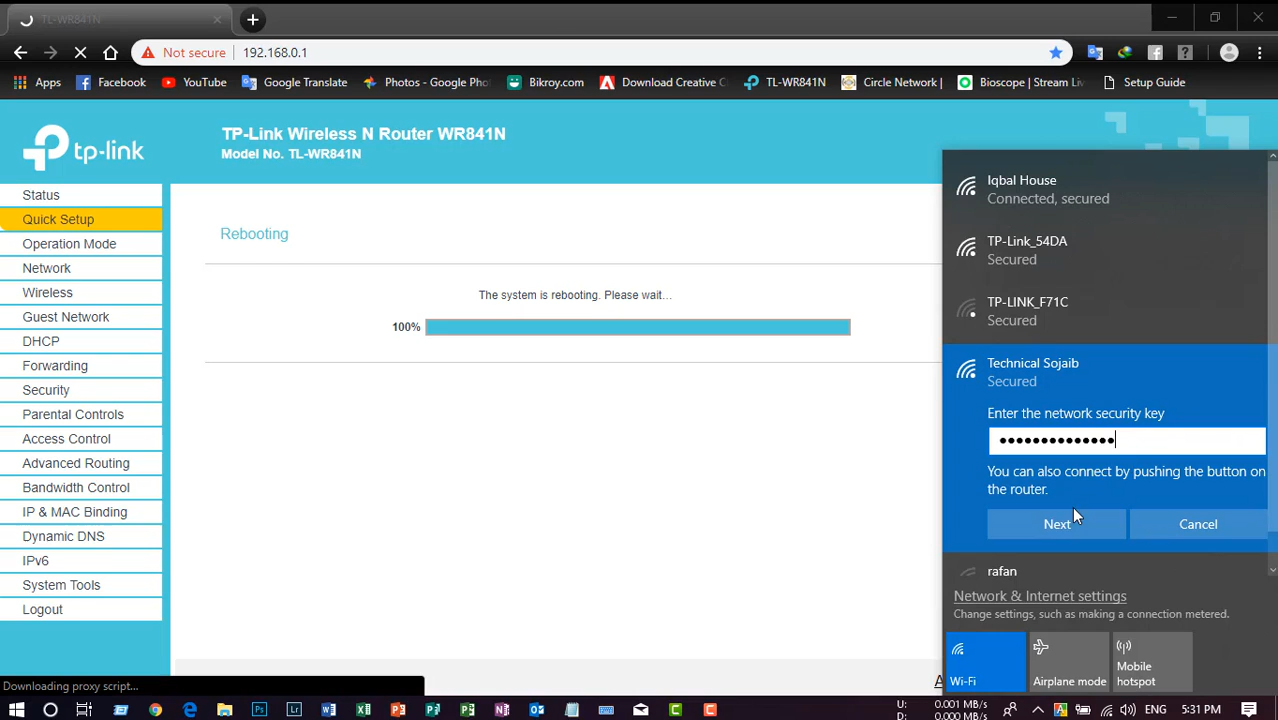 TL-WR841N
Not secure 192.168.0.1
Apps Facebook YouTube Google Translate Photos - Google Pho Bikroy.com Download Creative C TL-WR841N Circle Network | Bioscope | Stream Liv Setup Guide
tp-link
TP-Link Wireless N Router WR841N
Model No. TL-WR841N
Status
Quick Setup
Operation Mode
Network
Wireless
Guest Network
DHCP
Forwarding
Security
Parental Controls
Access Control
Advanced Routing
Bandwidth Control
IP & MAC Binding
Dynamic DNS
IPv6
System Tools
Logout
Rebooting
The system is rebooting. Please wait...
100%
Iqbal House
Connected, secured
TP-Link_54DA
Secured
TP-LINK_F71C
Secured
Technical Sojaib
Secured
Enter the network security key
You can also connect by pushing the button on
the router.
Next Cancel
rafan
Network & Internet settings
Change settings, such as making a connection metered.
Wi-Fi
Airplane mode
Mobile
hotspot
Downloading proxy script...
U: 0.001 MB/s
D: 0.000 MB/s
5:31 PM